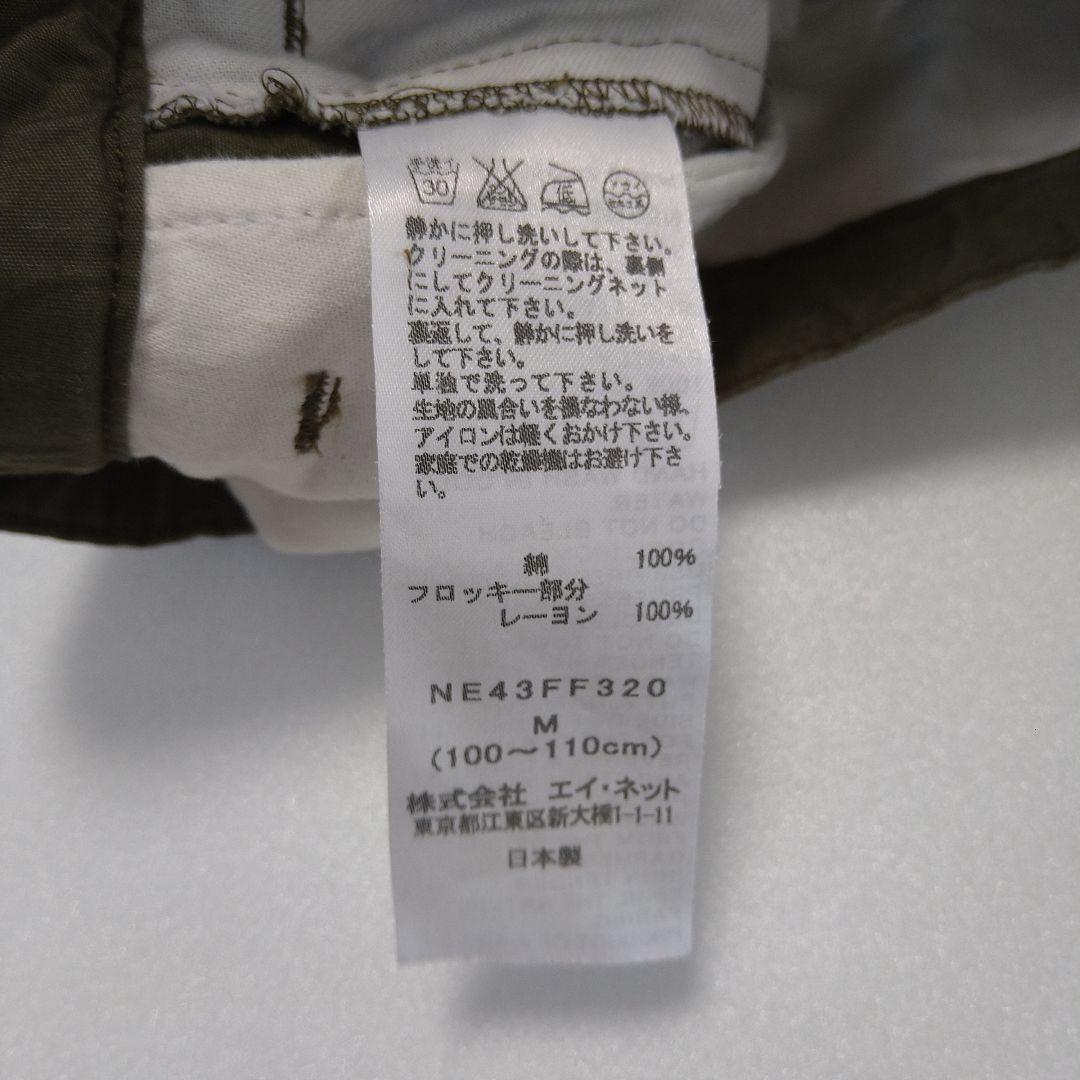 手洗イ
30
静かに押し洗いして下さい。
クリーニングの際は、裏側
にしてクリーニングネット
に入れて下さい。
裏返して、静かに押し洗いを
して下さい。
単独で洗って下さい。
生地の風合いを損なわない様、
アイロンは軽くおかけ下さい。
家庭での乾燥機はお避け下さ
い。
綿 100%
フロッキー部分
レーヨン 100%
NE43FF320
M
(100～110cm)
株式会社 エイ・ネット
東京都江東区新大橋1-1-11
日本製
WATER.
DO NOT BLEACH